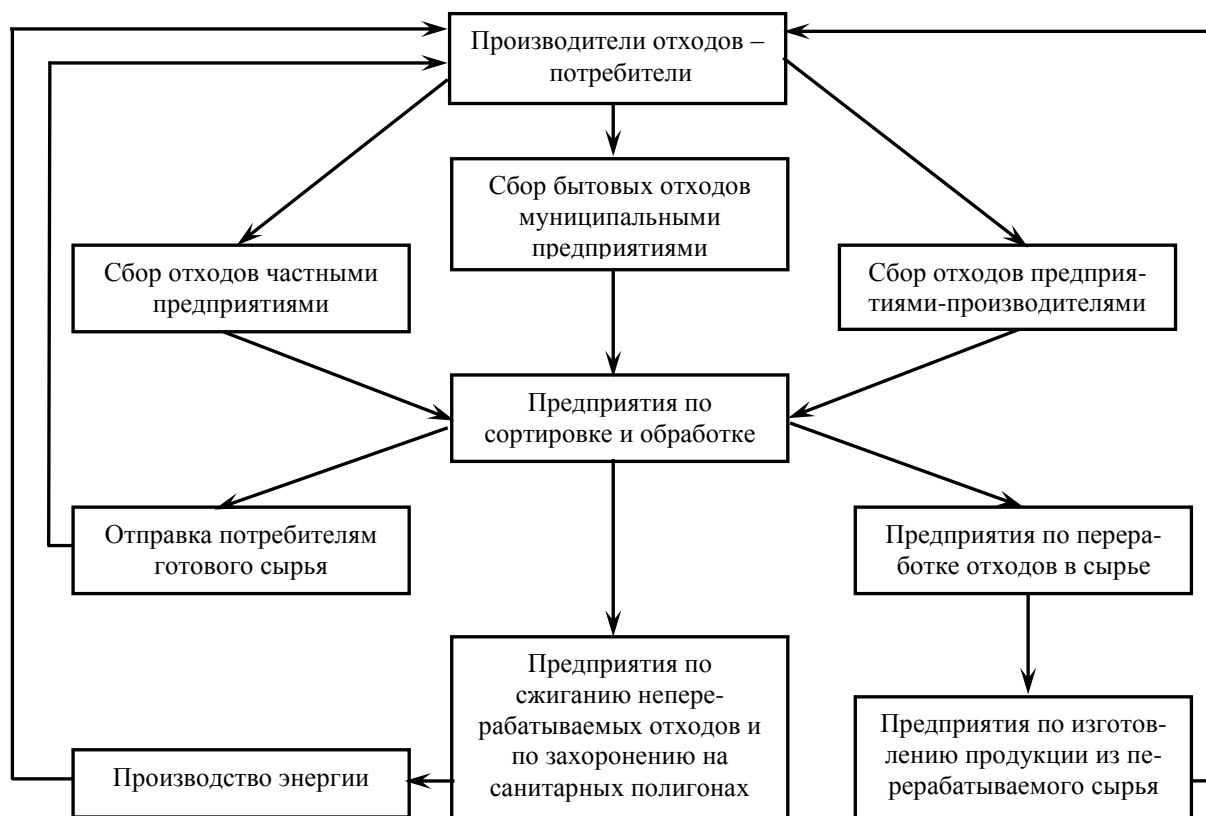 Производители отходов –
потребители
Сбор бытовых отходов
муниципальными
предприятиями
Сбор отходов частными
предприятиями
Сбор отходов предприя-
тиями-производителями
Предприятия по
сортировке и обработке
Отправка потребителям
готового сырья
Предприятия по перера-
ботке отходов в сырье
Предприятия по
сжиганию непере-
рабатываемых отходов и
по захоронению на
санитарных полигонах
Предприятия по изготов-
лению продукции из пе-
рерабатываемого сырья
Производство энергии